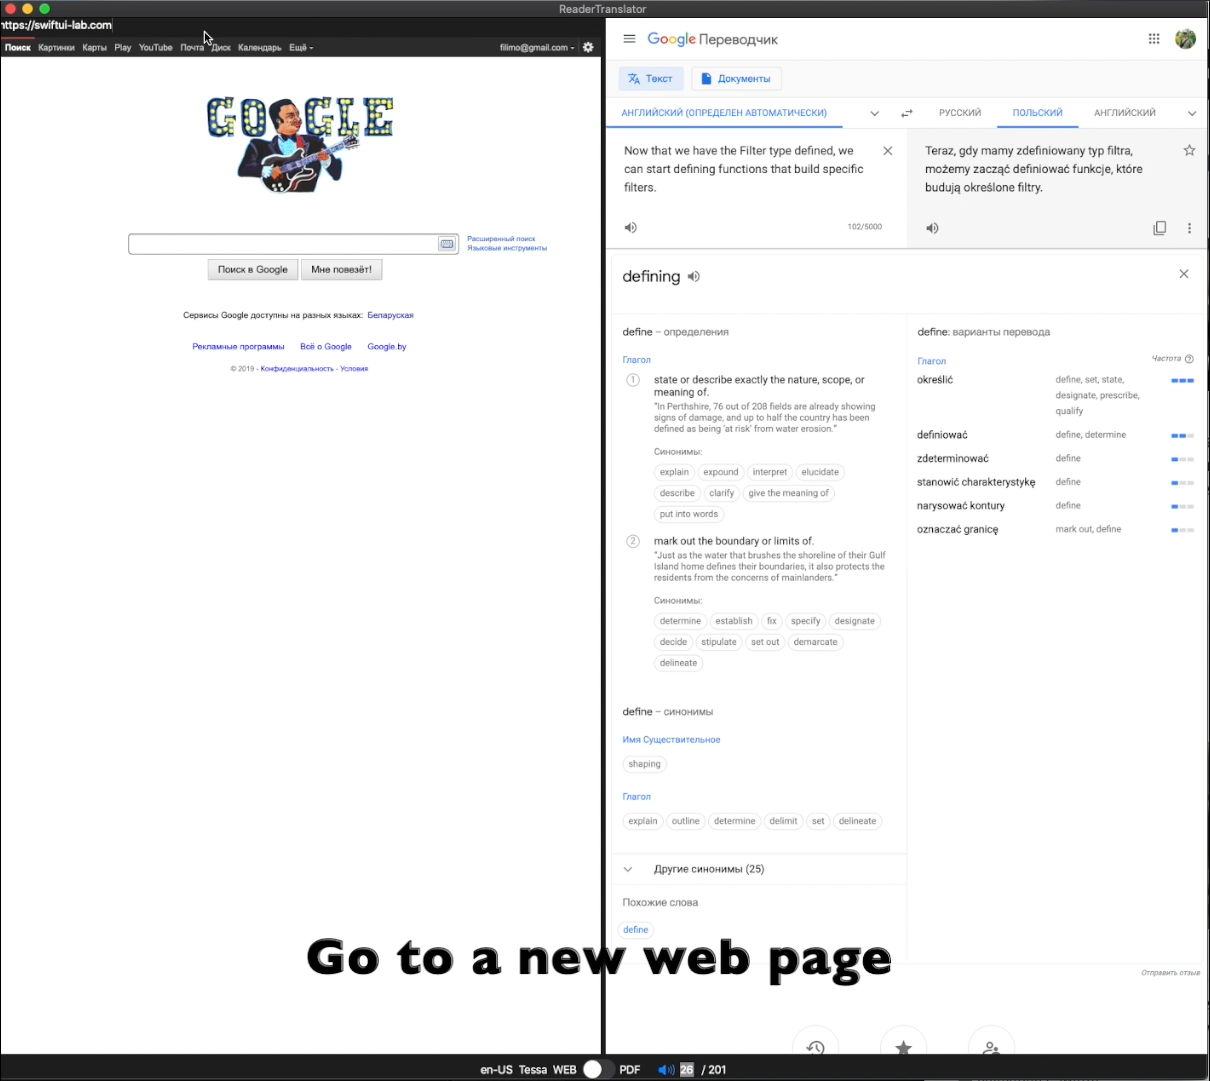 ReaderTranslator
https://swiftui-lab.com
Поиск Картинки Карты Play YouTube Почта Диск Календарь Ещё filimo@gmail.com
GOOGLE
Расширенный поиск
Языковые инструменты
Поиск в Google Мне повезёт!
Сервисы Google доступны на разных языках: Беларуская
Рекламные программы Всё о Google Google.by
© 2019 - Конфиденциальность - Условия
Google Переводчик
Текст Документы
АНГЛИЙСКИЙ (ОПРЕДЕЛЕН АВТОМАТИЧЕСКИ) РУССКИЙ ПОЛЬСКИЙ АНГЛИЙСКИЙ
Now that we have the Filter type defined, we
can start defining functions that build specific
filters.
102/5000
Teraz, gdy mamy zdefiniowany typ filtra,
możemy zacząć definiować funkcje, które
budują określone filtry.
defining
define – определения
Глагол
1 state or describe exactly the nature, scope, or
meaning of.
"In Perthshire, 76 out of 208 fields are already showing
signs of damage, and up to half the country has been
defined as being 'at risk' from water erosion."
Синонимы:
explain expound interpret elucidate
describe clarify give the meaning of
put into words
2 mark out the boundary or limits of.
"Just as the water that brushes the shoreline of their Gulf
Island home defines their boundaries, it also protects the
residents from the concerns of mainlanders."
Синонимы:
determine establish fix specify designate
decide stipulate set out demarcate
delineate
define – синонимы
Имя Существительное
shaping
Глагол
explain outline determine delimit set delineate
Другие синонимы (25)
Похожие слова
define
define: варианты перевода
Глагол Частота
określić define, set, state,
designate, prescribe,
qualify
definiować define, determine
zdeterminować define
stanowić charakterystykę define
narysować kontury define
oznaczać granicę mark out, define
Go to a new web page
Отправить отзыв
en-US Tessa WEB PDF 26 / 201